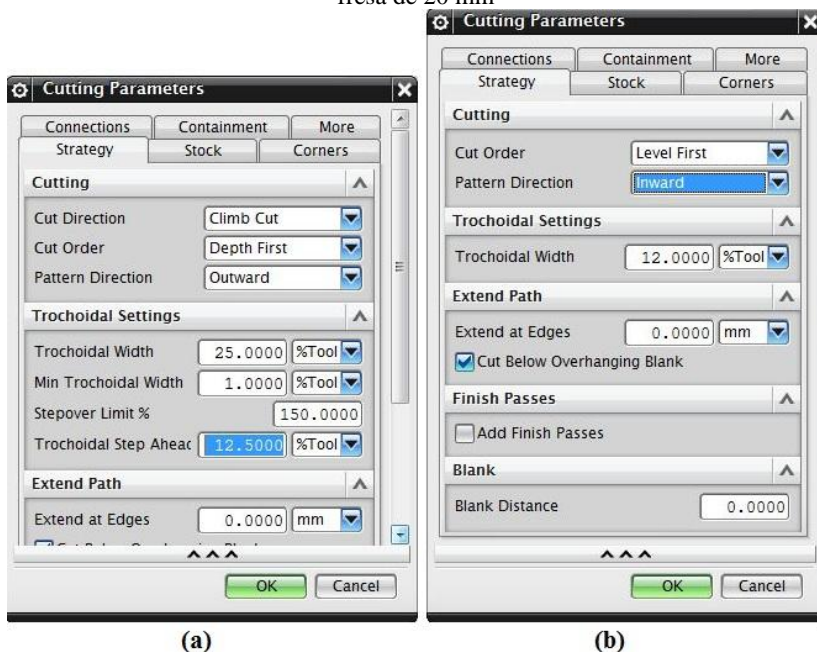 fresa de 20 mm
Cutting Parameters
Connections Containment More
Strategy Stock Corners
Cutting
Cut Direction Climb Cut
Cut Order Depth First
Pattern Direction Outward
Trochoidal Settings
Trochoidal Width 25.0000 %Tool
Min Trochoidal Width 1.0000 %Tool
Stepover Limit % 150.0000
Trochoidal Step Aheac 12.5000 %Tool
Extend Path
Extend at Edges 0.0000 mm
OK Cancel
(a)
Cutting Parameters
Connections Containment More
Strategy Stock Corners
Cutting
Cut Order Level First
Pattern Direction Inward
Trochoidal Settings
Trochoidal Width 12.0000 %Tool
Extend Path
Extend at Edges 0.0000 mm
Cut Below Overhanging Blank
Finish Passes
Add Finish Passes
Blank
Blank Distance 0.0000
OK Cancel
(b)